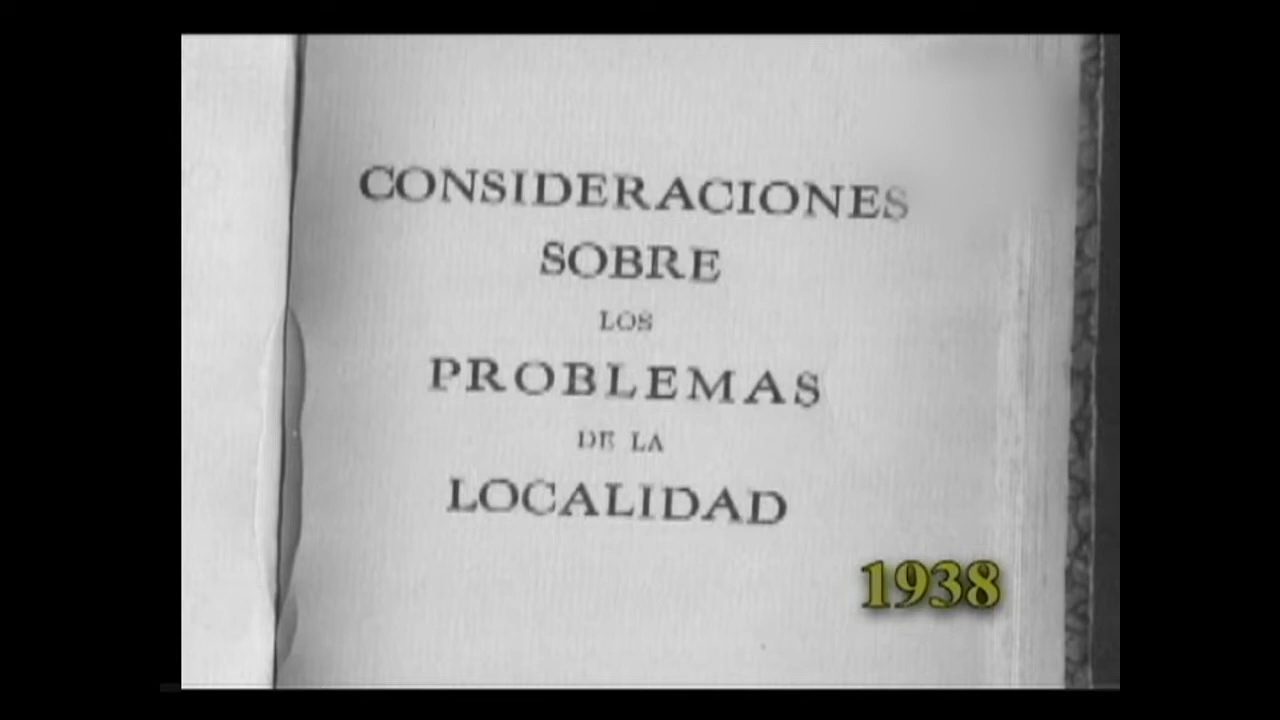 CONSIDERACIONES
SOBRE
LOS
PROBLEMAS
DE LA
LOCALIDAD
1938